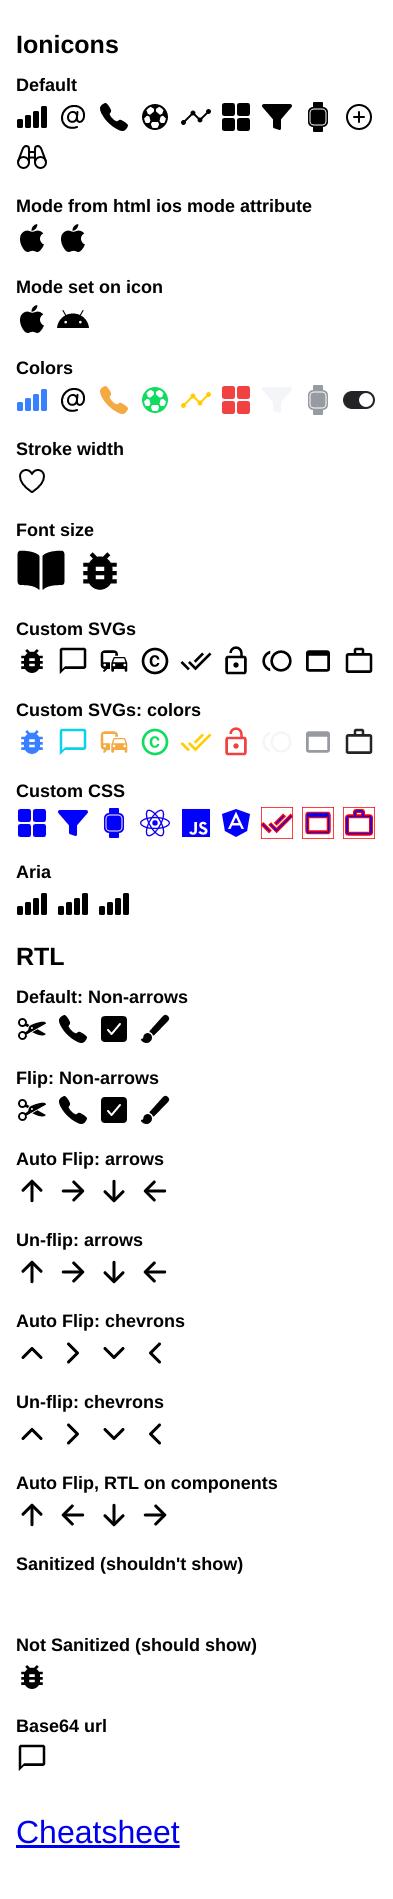 Ionicons
Default
Mode from html ios mode attribute
Mode set on icon
Colors
Stroke width
Font size
Custom SVGs
Custom SVGs: colors
Custom CSS
JS
Aria
RTL
Default: Non-arrows
Flip: Non-arrows
Auto Flip: arrows
Un-flip: arrows
Auto Flip: chevrons
Un-flip: chevrons
Auto Flip, RTL on components
Sanitized (shouldn't show)
Not Sanitized (should show)
Base64 url
Cheatsheet